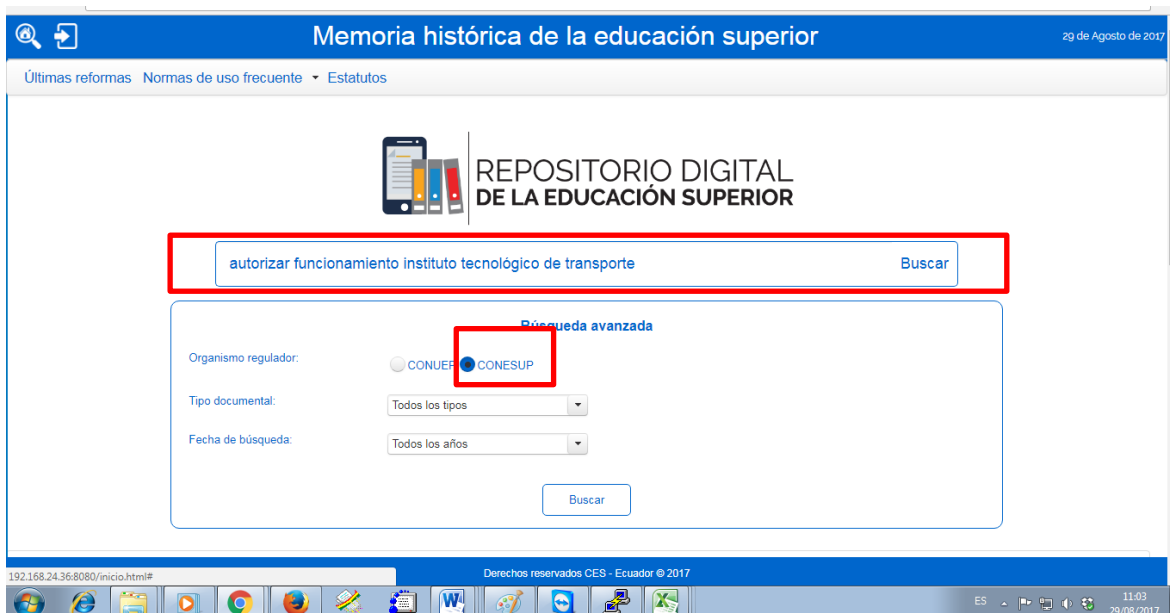 Memoria histórica de la educación superior
29 de Agosto de 2017
Últimas reformas Normas de uso frecuente Estatutos
REPOSITORIO DIGITAL
DE LA EDUCACIÓN SUPERIOR
autorizar funcionamiento instituto tecnológico de transporte Buscar
Búsqueda avanzada
Organismo regulador: CONUEP CONESUP
Tipo documental: Todos los tipos
Fecha de búsqueda: Todos los años
Buscar
192.168.24.36:8080/inicio.html#
Derechos reservados CES - Ecuador © 2017
ES 11:03
29/08/2017